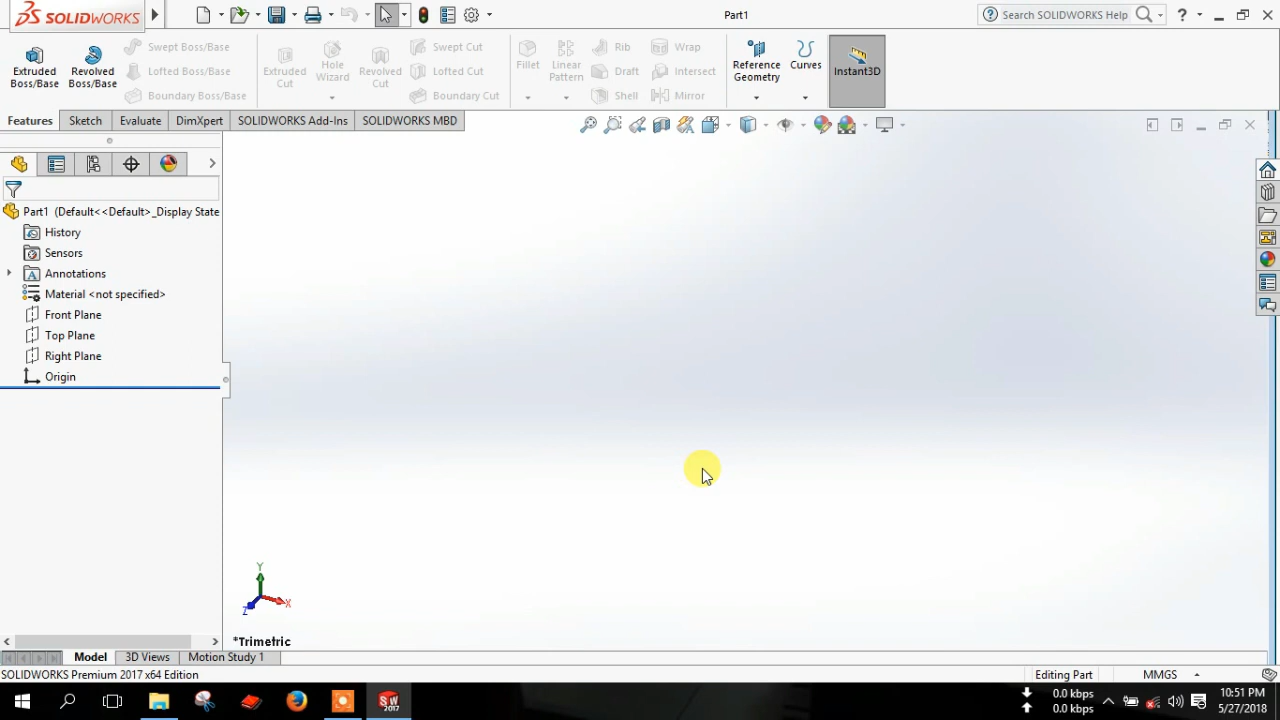 SOLIDWORKS
Part1
Search SOLIDWORKS Help
?
Extruded
Boss/Base
Revolved
Boss/Base
Swept Boss/Base
Lofted Boss/Base
Boundary Boss/Base
Extruded
Cut
Hole
Wizard
Revolved
Cut
Swept Cut
Lofted Cut
Boundary Cut
Fillet
Linear
Pattern
Rib
Draft
Shell
Wrap
Intersect
Mirror
Reference
Geometry
Curves
Instant3D
Features
Sketch
Evaluate
DimXpert
SOLIDWORKS Add-Ins
SOLIDWORKS MBD
Part1 (Default<<Default>_Display State
History
Sensors
Annotations
Material <not specified>
Front Plane
Top Plane
Right Plane
Origin
Y
X
Z
*Trimetric
Model
3D Views
Motion Study 1
SOLIDWORKS Premium 2017 x64 Edition
Editing Part
MMGS
SW
2017
0.0 kbps
0.0 kbps
10:51 PM
5/27/2018